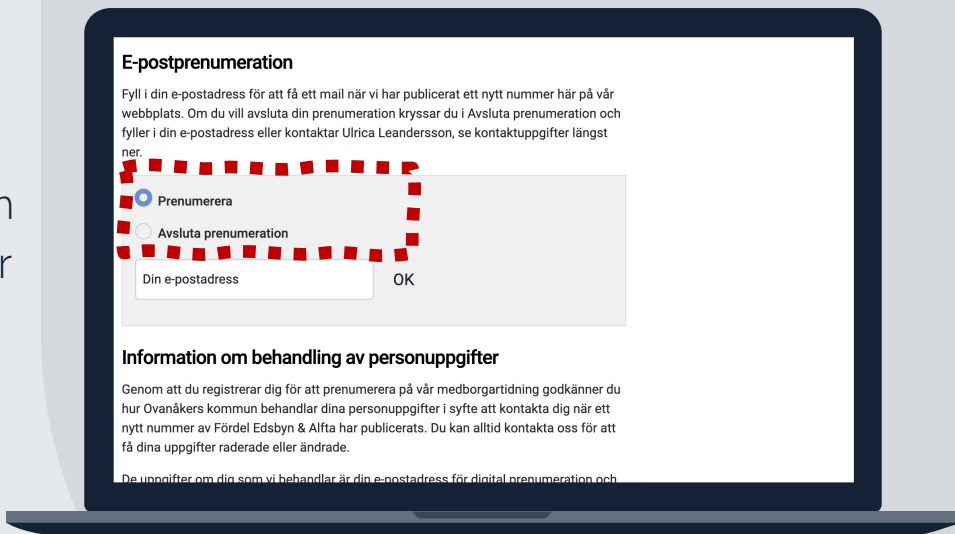 E-postprenumeration
Fyll i din e-postadress för att få ett mail när vi har publicerat ett nytt nummer här på vår
webbplats. Om du vill avsluta din prenumeration kryssar du i Avsluta prenumeration och
fyller i din e-postadress eller kontaktar Ulrica Leandersson, se kontaktuppgifter längst
ner.
Prenumerera
Avsluta prenumeration
Din e-postadress OK
Information om behandling av personuppgifter
Genom att du registrerar dig för att prenumerera på vår medborgartidning godkänner du
hur Ovanåkers kommun behandlar dina personuppgifter i syfte att kontakta dig när ett
nytt nummer av Fördel Edsbyn & Alfta har publicerats. Du kan alltid kontakta oss för att
få dina uppgifter raderade eller ändrade.
De uppgifter om dig som vi behandlar är din e-postadress för digital prenumeration och